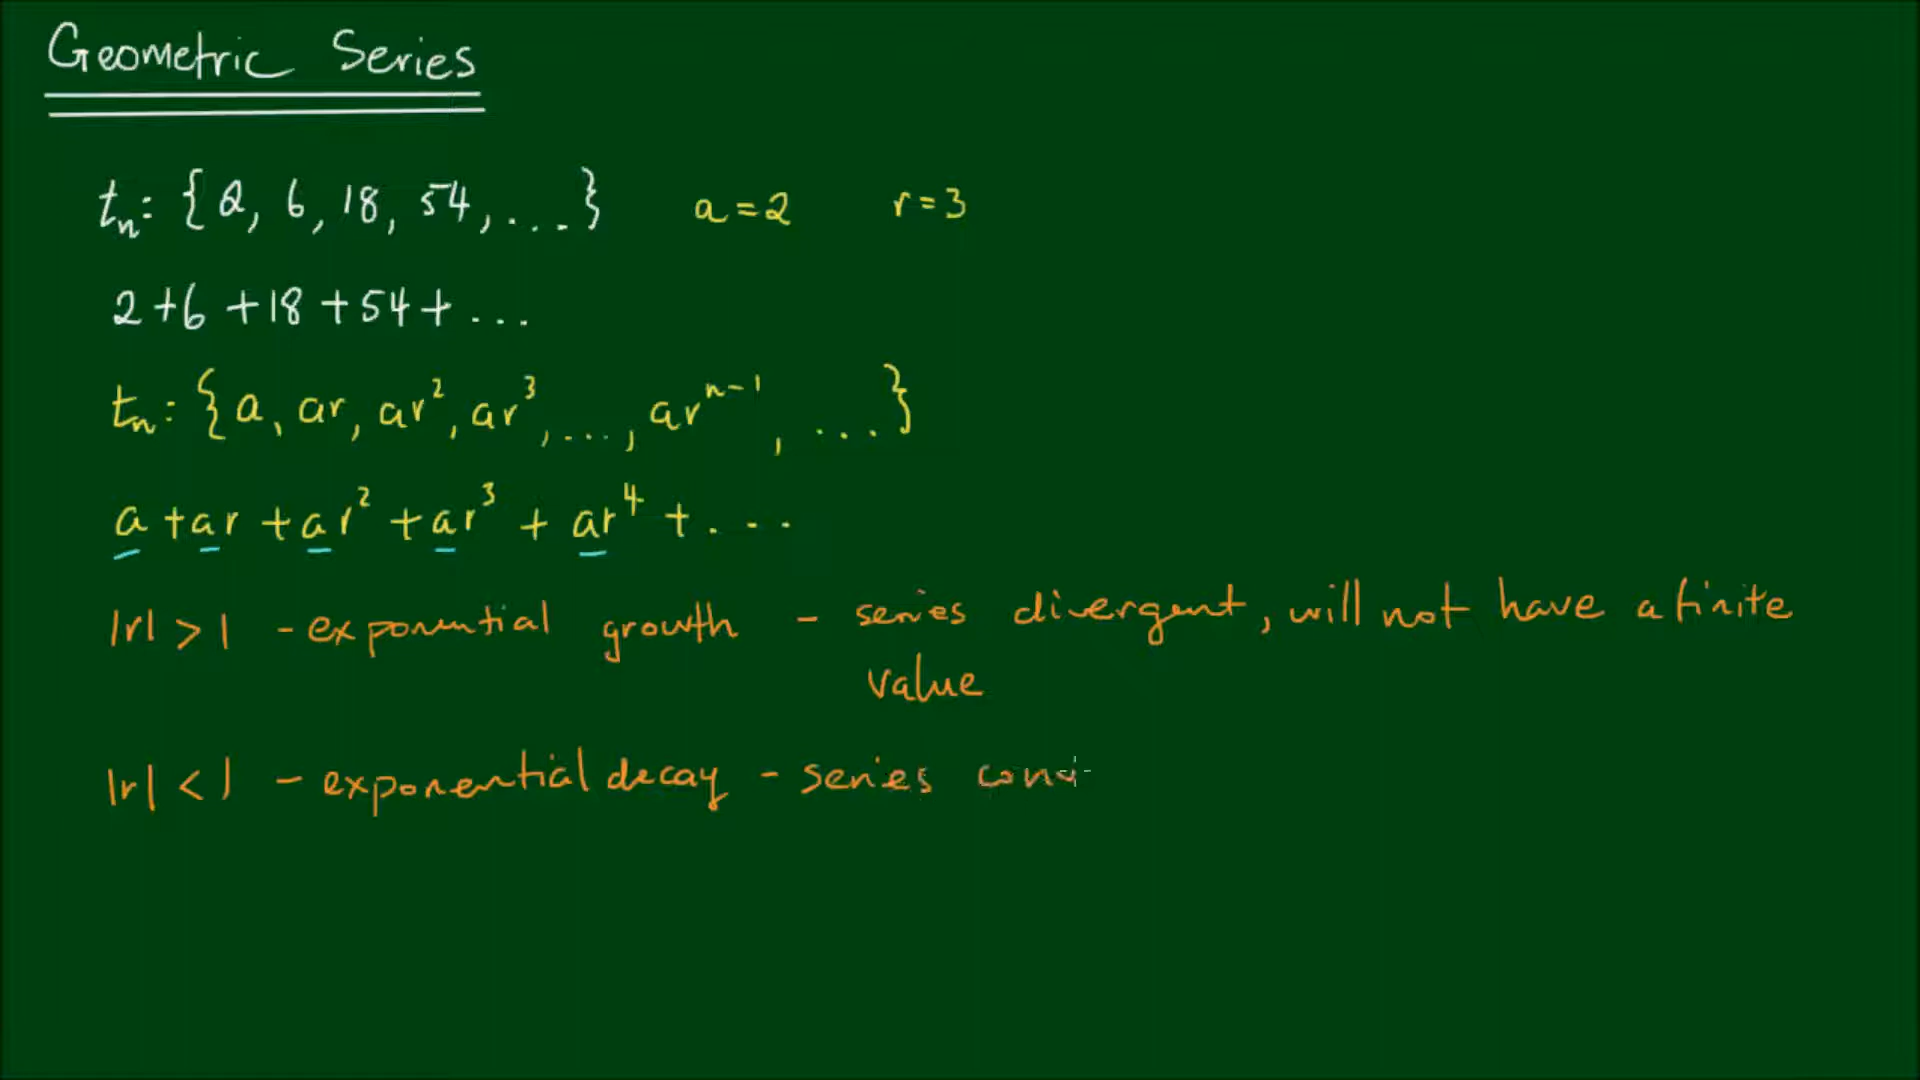 Geometric Series
tₙ: {2, 6, 18, 54, ...} a=2 r=3
2+6+18+54+...
tₙ: {a, ar, ar², ar³, ..., arⁿ⁻¹, ...}
a+ar+ar²+ar³+ar⁴+...
|r|>1 - exponential growth - series divergent, will not have a finite
value
|r|<1 - exponential decay - series conv